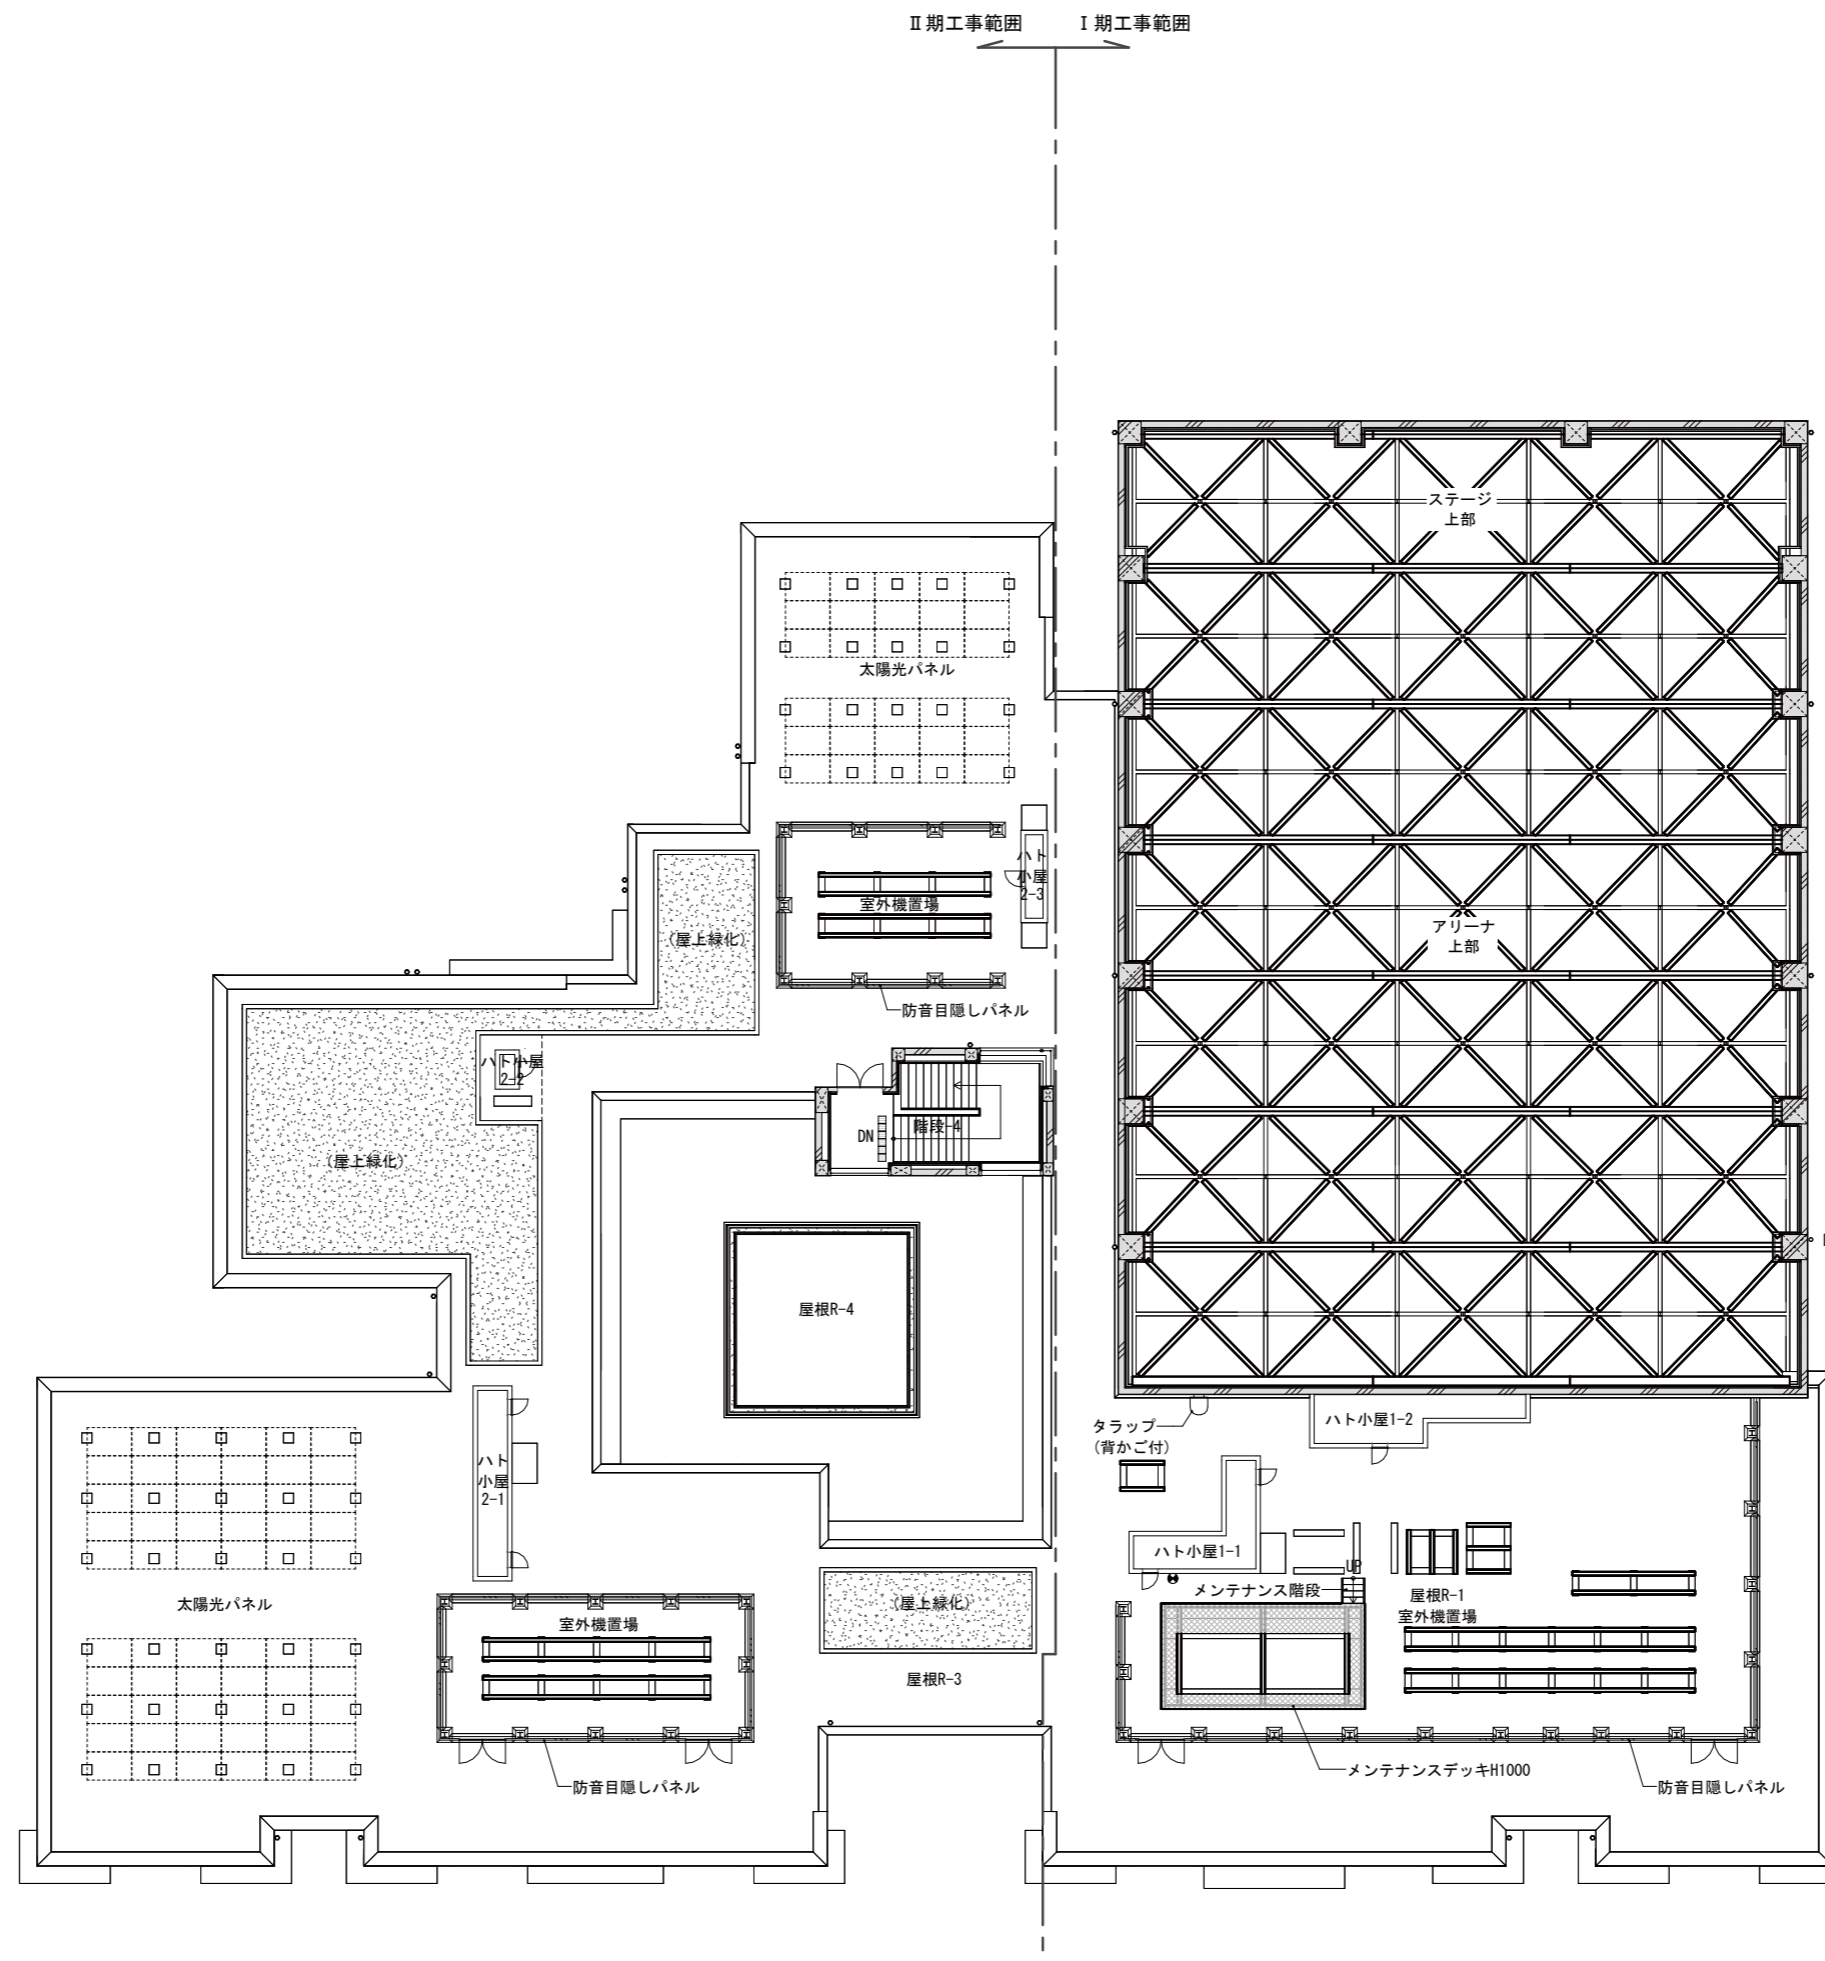 Ⅱ期工事範囲
Ⅰ期工事範囲
ステージ
上部
太陽光パネル
ハト
小屋
2-3
室外機置場
(屋上緑化)
アリーナ
上部
防音目隠しパネル
ハト小屋
2-2
DN
階段-4
(屋上緑化)
屋根R-4
タラップ
(背かご付)
ハト小屋1-2
ハト
小屋
2-1
ハト小屋1-1
UP
メンテナンス階段
屋根R-1
室外機置場
太陽光パネル
室外機置場
(屋上緑化)
屋根R-3
メンテナンスデッキH1000
防音目隠しパネル
防音目隠しパネル